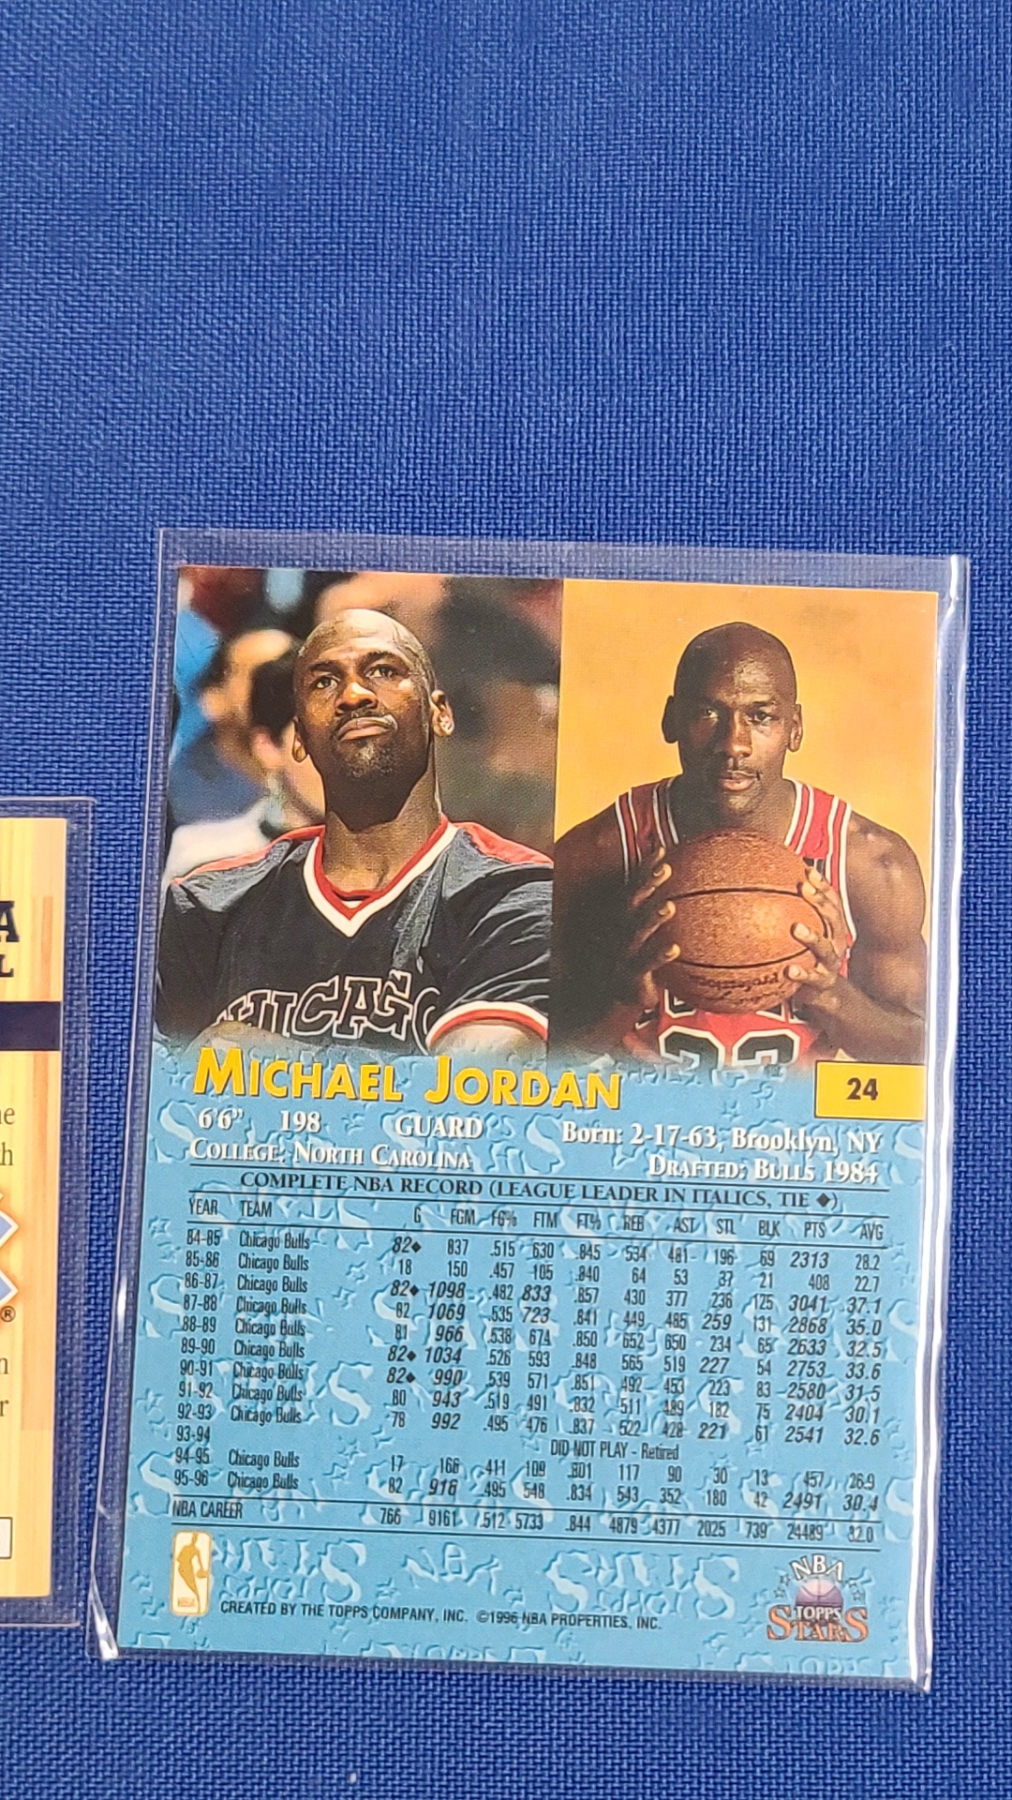 CHICAGO
MICHAEL JORDAN
24
6'6" 198 GUARD Born: 2-17-63, Brooklyn, NY
COLLEGE: NORTH CAROLINA DRAFTED: BULLS 1984
COMPLETE NBA RECORD (LEAGUE LEADER IN ITALICS, TIE ◆)
YEAR TEAM G FGM FG% FTM FT% REB AST STL BLK PTS AVG
84-85 Chicago Bulls 82◆ 837 .515 630 .845 534 481 196 69 2313 28.2
85-86 Chicago Bulls 18 150 .457 105 .840 64 53 37 21 408 22.7
86-87 Chicago Bulls 82◆ 1098 .482 833 .857 430 377 236 125 3041 37.1
87-88 Chicago Bulls 82 1069 .535 723 .841 449 485 259 131 2868 35.0
88-89 Chicago Bulls 81 966 .538 674 .850 652 650 234 65 2633 32.5
89-90 Chicago Bulls 82◆ 1034 .526 593 .848 565 519 227 54 2753 33.6
90-91 Chicago Bulls 82◆ 990 .539 571 .851 492 453 223 83 2580 31.5
91-92 Chicago Bulls 80 943 .519 491 .832 511 489 182 75 2404 30.1
92-93 Chicago Bulls 78 992 .495 476 .837 522 428 221 61 2541 32.6
93-94 DID NOT PLAY - Retired
94-95 Chicago Bulls 17 166 .411 109 .801 117 90 30 13 457 26.9
95-96 Chicago Bulls 82 916 .495 548 .834 543 352 180 42 2491 30.4
NBA CAREER 766 9161 .512 5733 .844 4879 4377 2025 739 24489 32.0
NBA
CREATED BY THE TOPPS COMPANY, INC. ©1996 NBA PROPERTIES, INC.
NBA
TOPPS
STARS